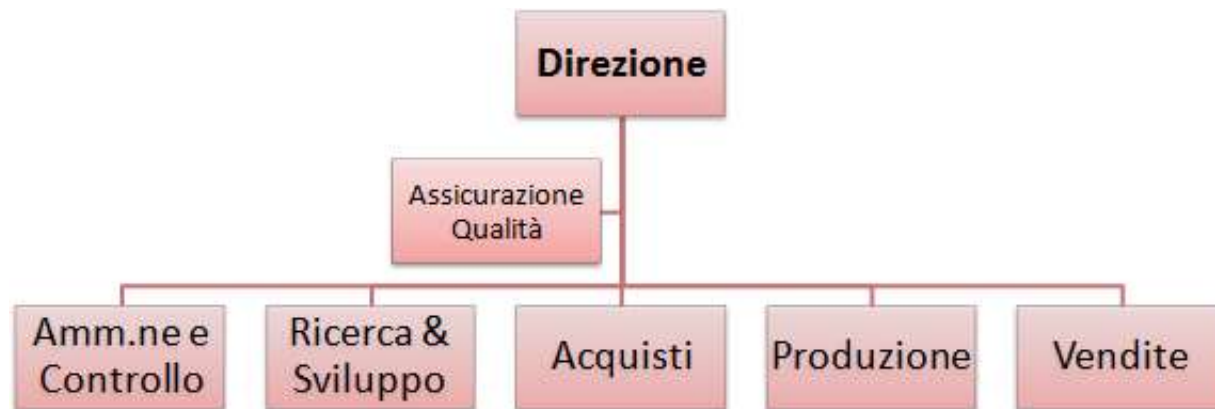 Direzione
Assicurazione
Qualità
Amm.ne e
Controllo
Ricerca &
Sviluppo
Acquisti
Produzione
Vendite